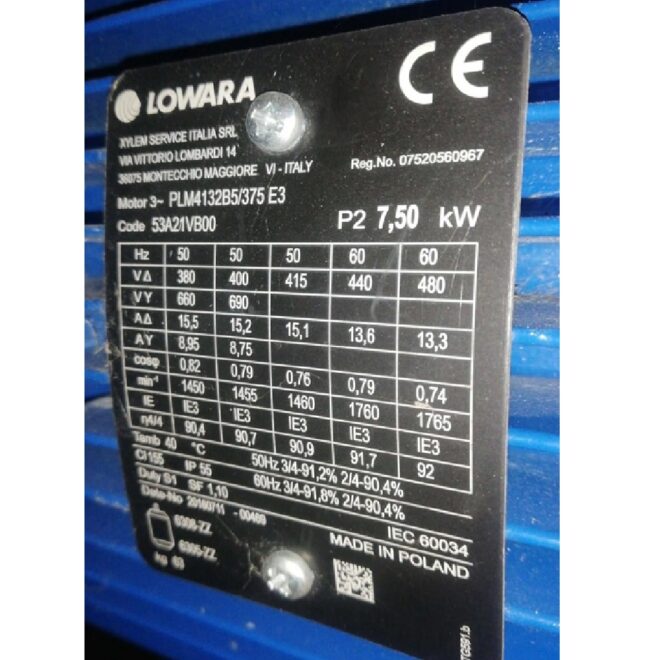 LOWARA
CE
XYLEM SERVICE ITALIA SRL
VIA VITTORIO LOMBARDI 14
36075 MONTECCHIO MAGGIORE VI - ITALY
Reg.No. 07520560967
Motor 3~ PLM4132B5/375 E3
Code 53A21VB00
P2 7,50 kW
Hz 50 50 50 60 60
V Δ 380 400 415 440 480
V Y 660 690
A Δ 15,5 15,2 15,1 13,6 13,3
A Y 8,95 8,75
cosφ 0,82 0,79 0,76 0,79 0,74
min-¹ 1450 1455 1460 1760 1765
IE IE3 IE3 IE3 IE3 IE3
η4/4 90,4 90,7 90,9 91,7 92
Tamb 40 °C 50Hz 3/4-91,2% 2/4-90,4%
Cl 155 IP 55 60Hz 3/4-91,8% 2/4-90,4%
Duty S1 SF 1,10
Date-No 20160711 - 00469
IEC 60034
6308-ZZ
MADE IN POLAND
6305-ZZ
kg 63